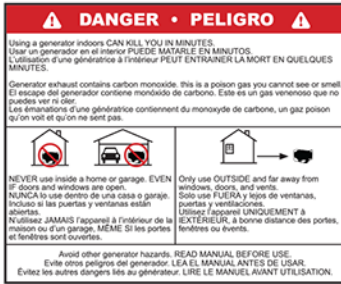 DANGER • PELIGRO
Using a generator indoors CAN KILL YOU IN MINUTES.
Usar un generador en el interior PUEDE MATARLE EN MINUTOS.
L'utilisation d'une génératrice à l'intérieur PEUT ENTRAINER LA MORT EN QUELQUES
MINUTES.
Generator exhaust contains carbon monoxide. this is a poison gas you cannot see or smell.
El escape del generador contiene monóxido de carbono. Este es un gas venenoso que no
puedes ver ni oler.
Les émanations d'une génératrice contiennent du monoxyde de carbone, un gaz poison
qu'on voit et qu'on ne sent pas.
NEVER use inside a home or garage. EVEN
IF doors and windows are open.
NUNCA lo use dentro de una casa o garaje.
Incluso si las puertas y ventanas están
abiertas.
N'utilisez JAMAIS l'appareil à l'intérieur de la
maison ou d'un garage, MÊME SI les portes
et fenêtres sont ouvertes.
Only use OUTSIDE and far away from
windows, doors, and vents.
Solo use FUERA y lejos de ventanas,
puertas y ventilaciones.
Utilisez l'appareil UNIQUEMENT à
lEXTÉRIEUR, à bonne distance des portes,
fenêtres ou évents.
Avoid other generator hazards. READ MANUAL BEFORE USE.
Evite otros peligros del generador. LEA EL MANUAL ANTES DE USAR.
Évitez les autres dangers liés au générateur. LIRE LE MANUEL AVANT UTILISATION.